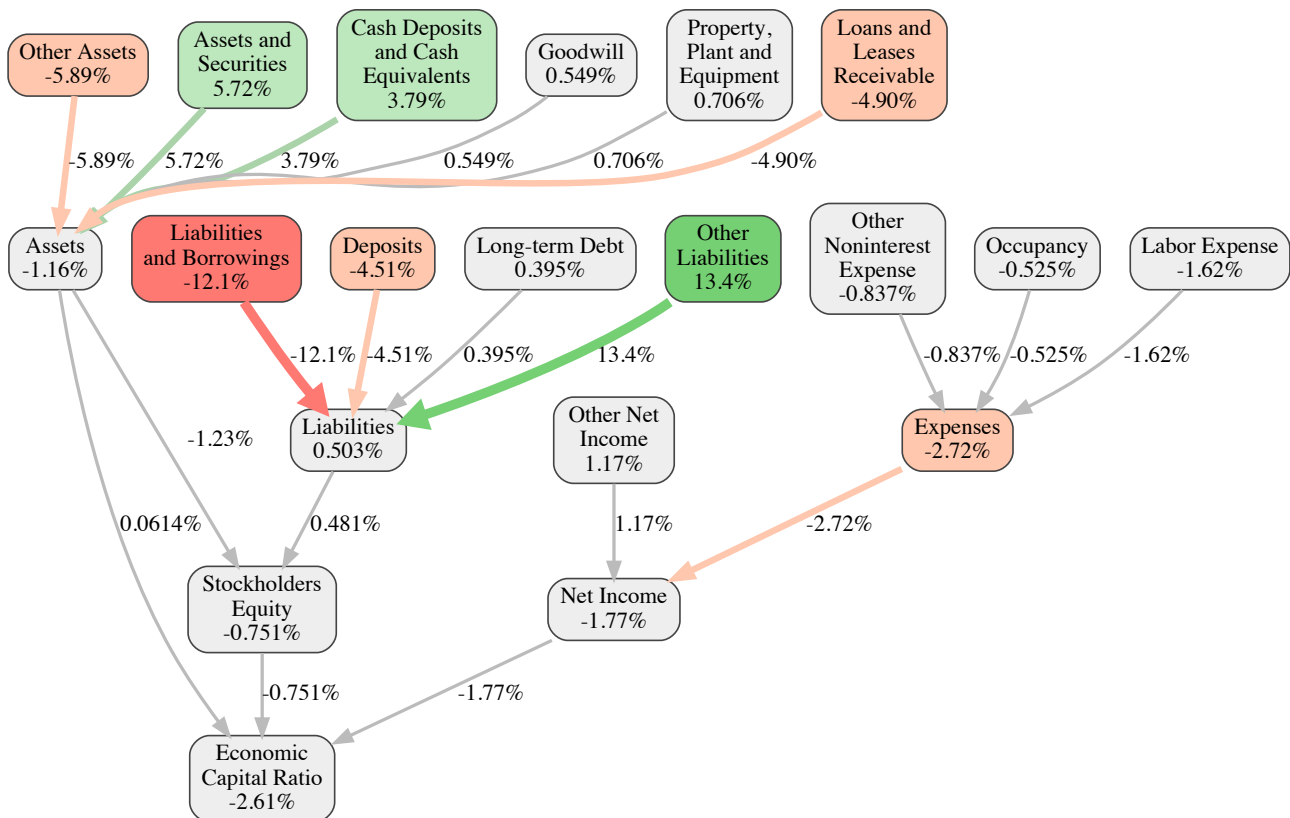 Other Assets
-5.89%
Assets and
Securities
5.72%
Cash Deposits
and Cash
Equivalents
3.79%
Goodwill
0.549%
Property,
Plant and
Equipment
0.706%
Loans and
Leases
Receivable
-4.90%
-5.89%
5.72%
3.79%
0.549%
0.706%
-4.90%
Assets
-1.16%
Liabilities
and Borrowings
-12.1%
Deposits
-4.51%
Long-term Debt
0.395%
Other
Liabilities
13.4%
Other
Noninterest
Expense
-0.837%
Occupancy
-0.525%
Labor Expense
-1.62%
-12.1%
-4.51%
0.395%
13.4%
-0.837%
-0.525%
-1.62%
-1.23%
Liabilities
0.503%
Other Net
Income
1.17%
Expenses
-2.72%
0.0614%
0.481%
1.17%
-2.72%
Stockholders
Equity
-0.751%
Net Income
-1.77%
-0.751%
-1.77%
Economic
Capital Ratio
-2.61%